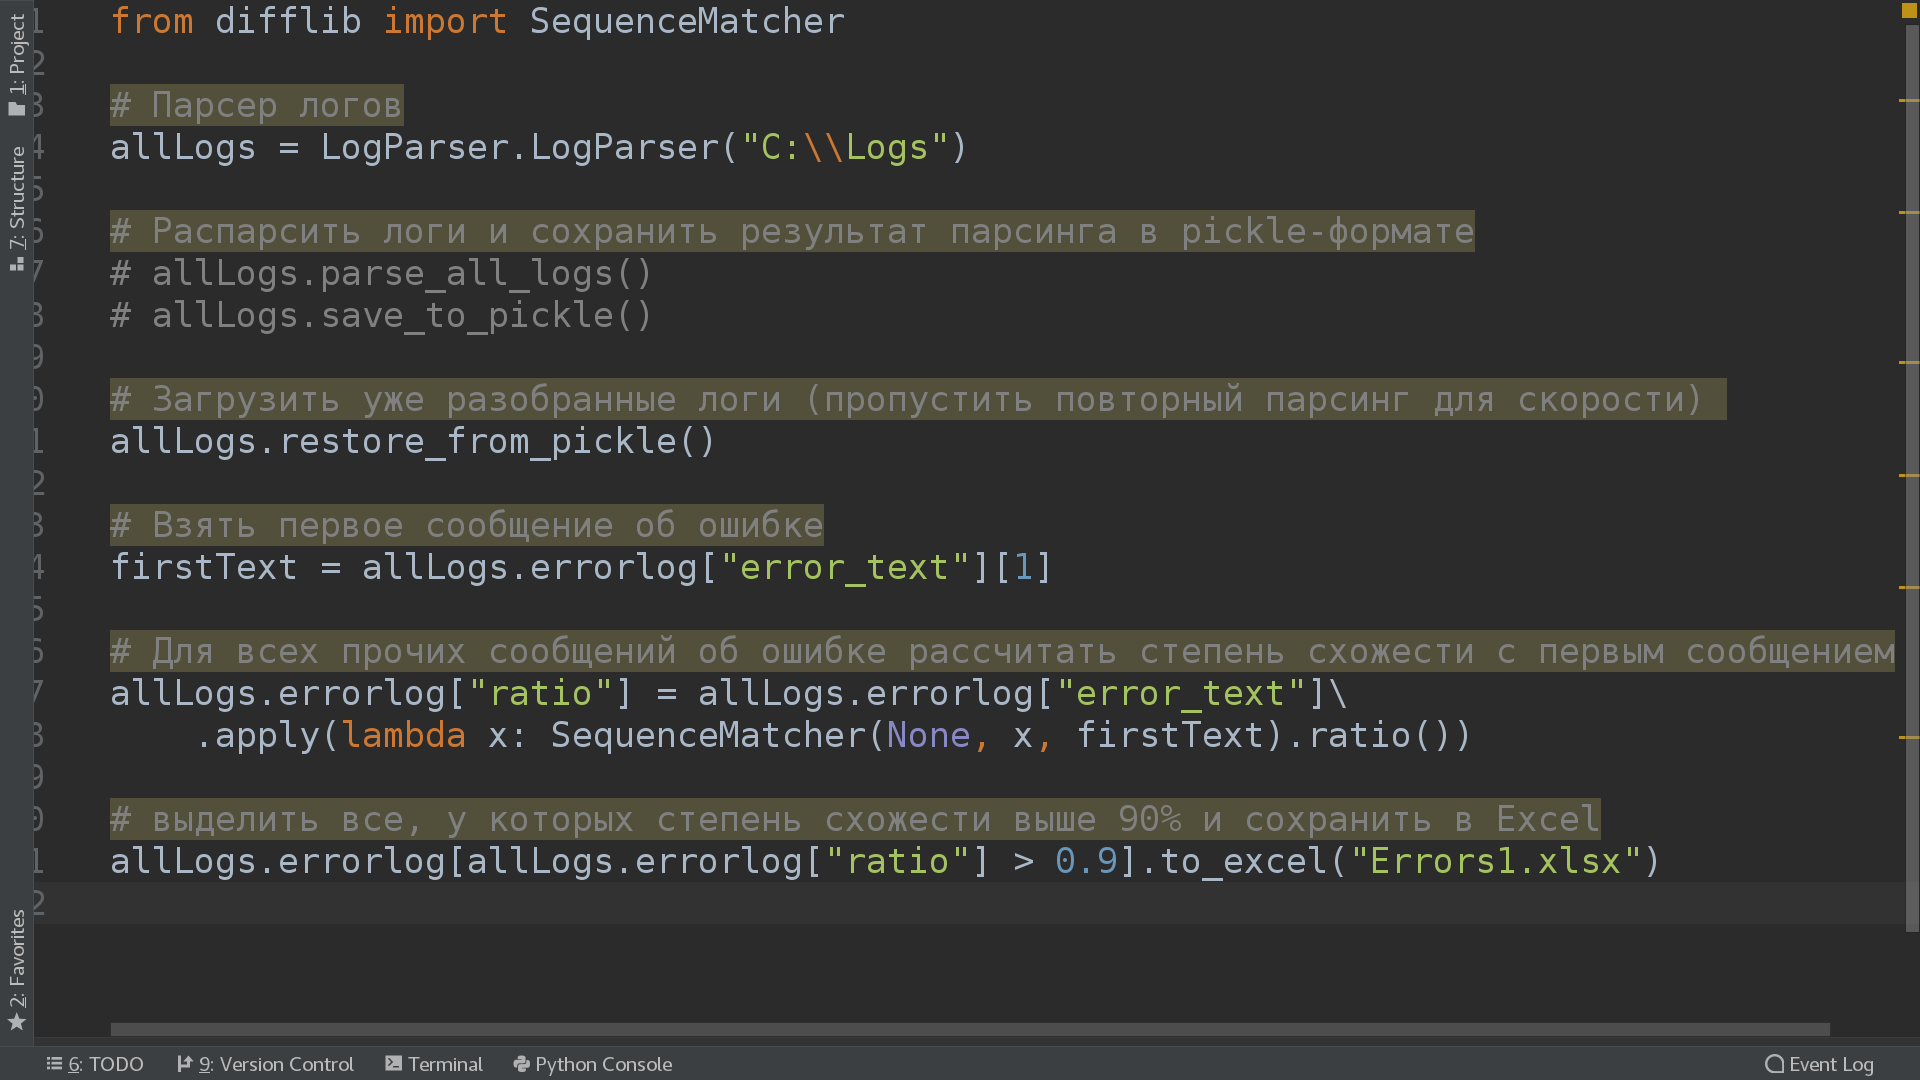 1: Project
7: Structure
2: Favorites
1 from difflib import SequenceMatcher
2
3 # Парсер логов
4 allLogs = LogParser.LogParser("C:\\Logs")
5
6 # Распарсить логи и сохранить результат парсинга в pickle-формате
7 # allLogs.parse_all_logs()
8 # allLogs.save_to_pickle()
9
0 # Загрузить уже разобранные логи (пропустить повторный парсинг для скорости)
1 allLogs.restore_from_pickle()
2
3 # Взять первое сообщение об ошибке
4 firstText = allLogs.errorlog["error_text"][1]
5
6 # Для всех прочих сообщений об ошибке рассчитать степень схожести с первым сообщением
7 allLogs.errorlog["ratio"] = allLogs.errorlog["error_text"]\
8     .apply(lambda x: SequenceMatcher(None, x, firstText).ratio())
9
0 # выделить все, у которых степень схожести выше 90% и сохранить в Excel
1 allLogs.errorlog[allLogs.errorlog["ratio"] > 0.9].to_excel("Errors1.xlsx")
2
6: TODO 9: Version Control Terminal Python Console Event Log